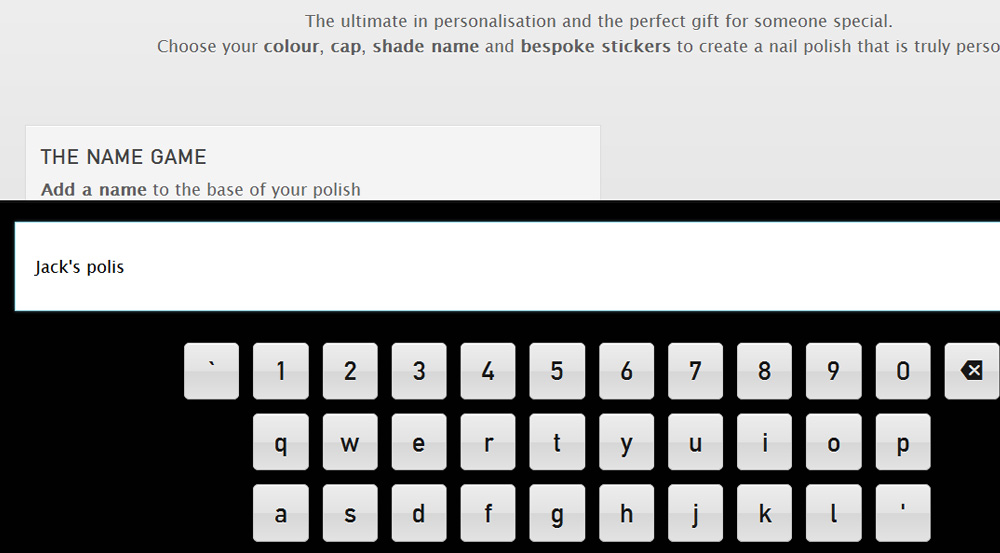 The ultimate in personalisation and the perfect gift for someone special.
Choose your colour, cap, shade name and bespoke stickers to create a nail polish that is truly perso
THE NAME GAME
Add a name to the base of your polish
Jack's polis
` 1 2 3 4 5 6 7 8 9 0
q w e r t y u i o p
a s d f g h j k l '